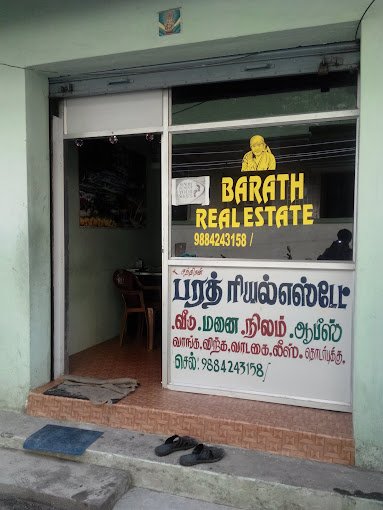 BARATH
REAL ESTATE
9884243158 /
பரத் ரியல்எஸ்டேட்
.வீடு .மனை .நிலம் .ஆபீஸ்
வாங்க, விற்க, வாடகை, லீஸ், தொடர்புக்கு,
செல்: 9884243158/